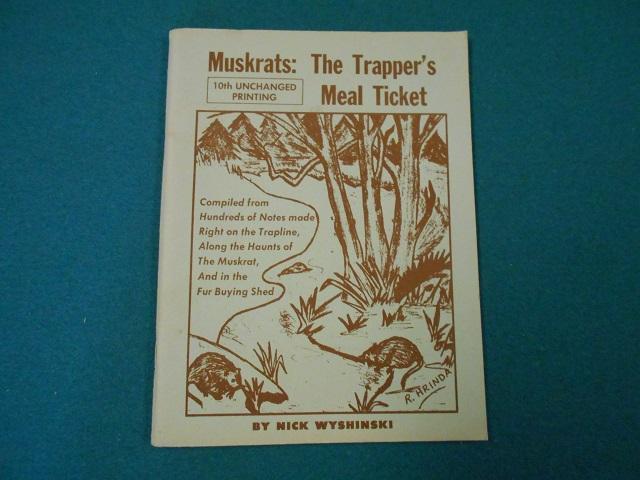 Muskrats: The Trapper's
10th UNCHANGED
PRINTING
Meal Ticket
Compiled from
Hundreds of Notes made
Right on the Trapline,
Along the Haunts of
The Muskrat,
And in the
Fur Buying Shed
R. HRINDA
BY NICK WYSHINSKI